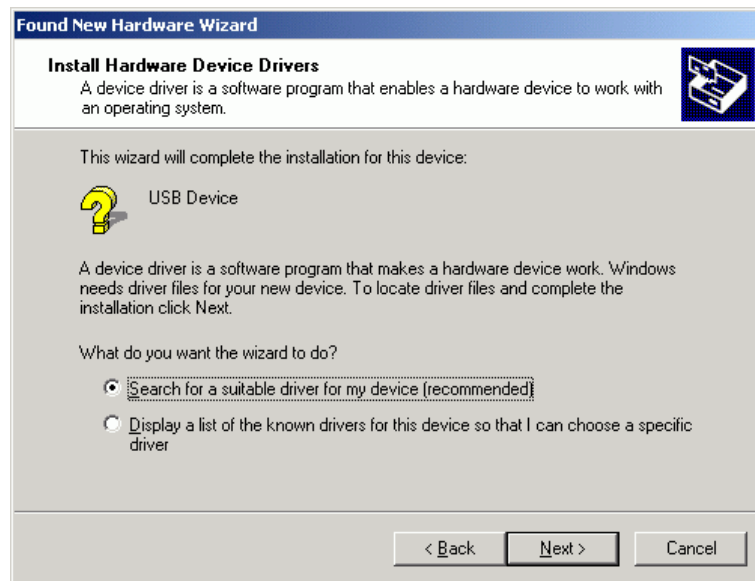 Found New Hardware Wizard
Install Hardware Device Drivers
A device driver is a software program that enables a hardware device to work with
an operating system.
This wizard will complete the installation for this device:
USB Device
A device driver is a software program that makes a hardware device work. Windows
needs driver files for your new device. To locate driver files and complete the
installation click Next.
What do you want the wizard to do?
Search for a suitable driver for my device (recommended)
Display a list of the known drivers for this device so that I can choose a specific
driver
< Back
Next >
Cancel